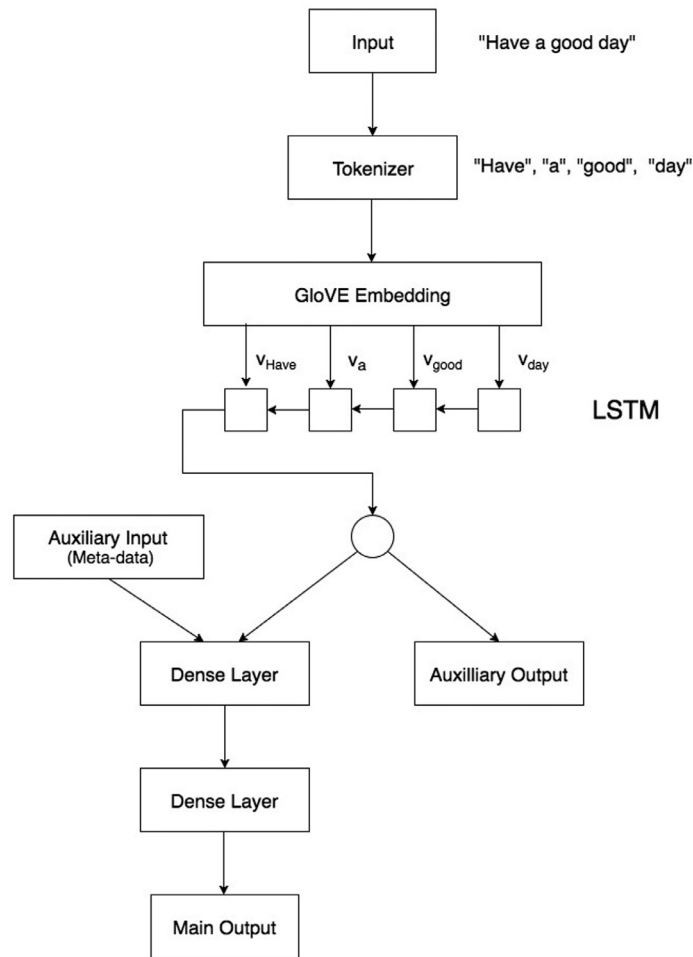 Input
"Have a good day"
Tokenizer
"Have", "a", "good", "day"
GloVE Embedding
vHave
va
vgood
vday
LSTM
Auxiliary Input
(Meta-data)
Dense Layer
Auxilliary Output
Dense Layer
Main Output